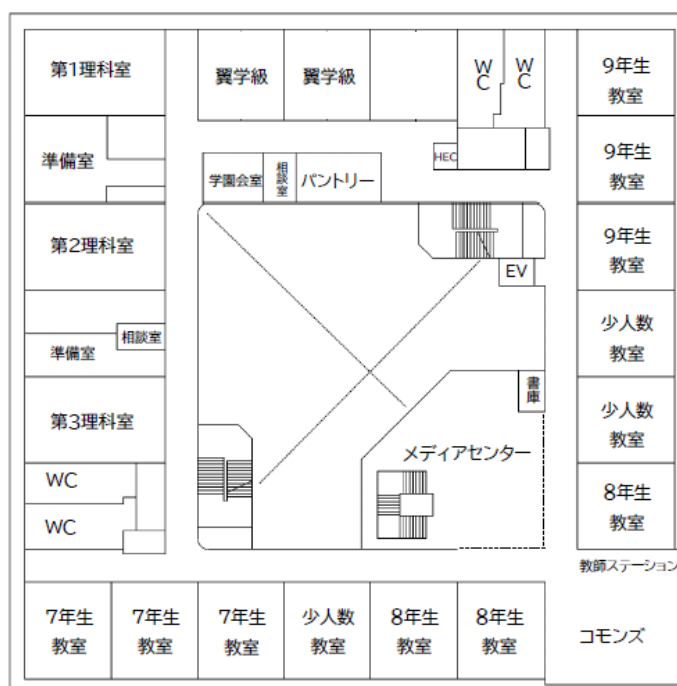 第1理科室
翼学級
翼学級
WC
WC
9年生
教室
準備室
HEC
9年生
教室
学園会室
相談室
パントリー
第2理科室
9年生
教室
EV
少人数
教室
相談室
準備室
書庫
第3理科室
少人数
教室
メディアセンター
WC
8年生
教室
WC
教師ステーション
7年生
教室
7年生
教室
7年生
教室
少人数
教室
8年生
教室
8年生
教室
コモンズ